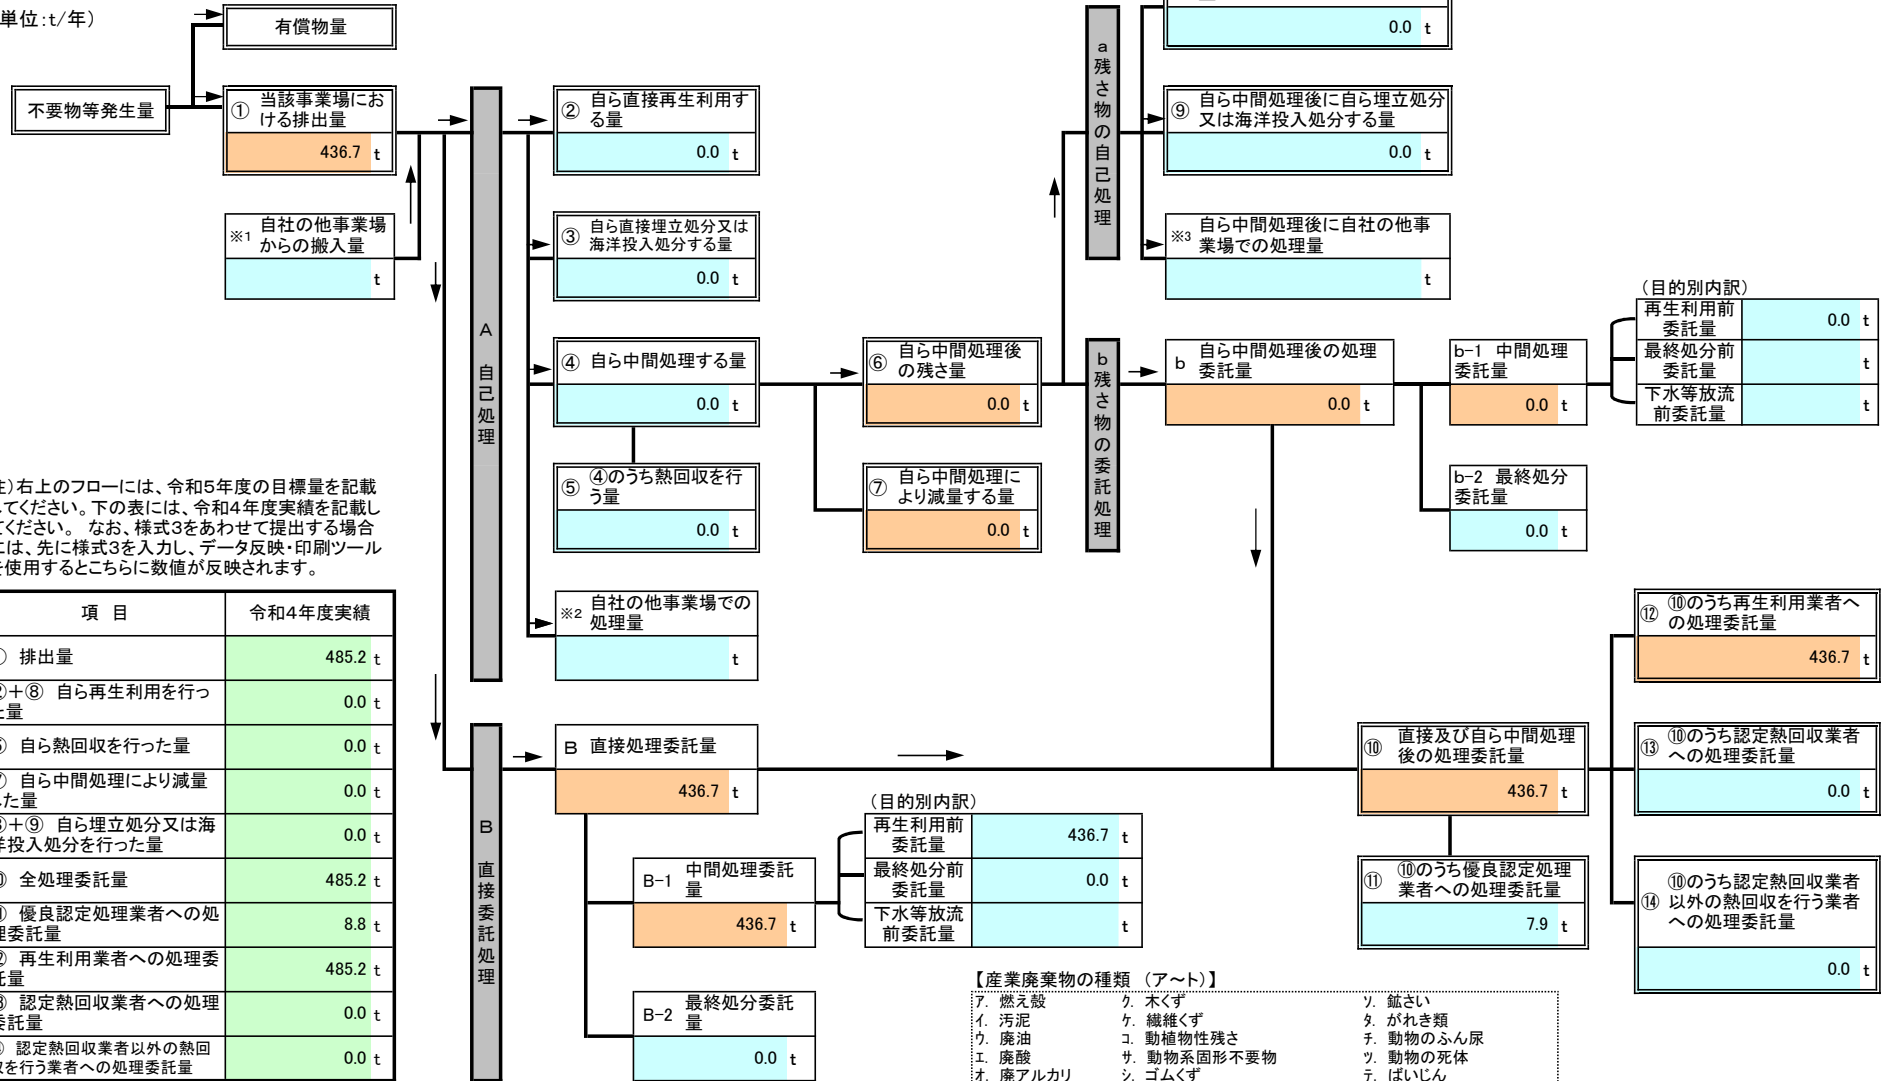 単位:t/年)
有償物量
不要物等発生量
① 当該事業場にお
ける排出量
436.7 t
※1 自社の他事業場
からの搬入量
t
A 自己処理
② 自ら直接再生利用す
る量
0.0 t
③ 自ら直接埋立処分又は
海洋投入処分する量
0.0 t
④ 自ら中間処理する量
0.0 t
⑤ ④のうち熱回収を行
う量
0.0 t
※2 自社の他事業場での
処理量
t
⑥ 自ら中間処理後
の残さ量
0.0 t
⑦ 自ら中間処理に
より減量する量
0.0 t
a 残さ物の自己処理
0.0 t
⑨ 自ら中間処理後に自ら埋立処分
又は海洋投入処分する量
0.0 t
※3 自ら中間処理後に自社の他事
業場での処理量
t
b 残さ物の委託処理
b 自ら中間処理後の処理
委託量
0.0 t
b-1 中間処理
委託量
0.0 t
b-2 最終処分
委託量
0.0 t
(目的別内訳)
再生利用前
委託量
0.0 t
最終処分前
委託量
t
下水等放流
前委託量
t
)右上のフローには、令和5年度の目標量を記載
してください。下の表には、令和4年度実績を記載し
てください。 なお、様式3をあわせて提出する場合
には、先に様式3を入力し、データ反映・印刷ツール
を使用するとこちらに数値が反映されます。
項 目 令和4年度実績
排出量 485.2 t
+⑧ 自ら再生利用を行っ
た量 0.0 t
自ら熱回収を行った量 0.0 t
自ら中間処理により減量
した量 0.0 t
+⑨ 自ら埋立処分又は海
洋投入処分を行った量 0.0 t
全処理委託量 485.2 t
優良認定処理業者への処
理委託量 8.8 t
再生利用業者への処理委
託量 485.2 t
認定熱回収業者への処理
委託量 0.0 t
認定熱回収業者以外の熱回
収を行う業者への処理委託量 0.0 t
B 直接委託処理
B 直接処理委託量
436.7 t
B-1 中間処理委託
量
436.7 t
B-2 最終処分委託
量
0.0 t
(目的別内訳)
再生利用前
委託量
436.7 t
最終処分前
委託量
0.0 t
下水等放流
前委託量
t
⑩ 直接及び自ら中間処理
後の処理委託量
436.7 t
⑪ ⑩のうち優良認定処理
業者への処理委託量
7.9 t
⑫ ⑩のうち再生利用業者へ
の処理委託量
436.7 t
⑬ ⑩のうち認定熱回収業者
への処理委託量
0.0 t
⑭ ⑩のうち認定熱回収業者
以外の熱回収を行う業者
への処理委託量
0.0 t
【産業廃棄物の種類 (ア~ト)】
ア. 燃え殻 ク. 木くず ソ. 鉱さい
イ. 汚泥 ケ. 繊維くず タ. がれき類
ウ. 廃油 コ. 動植物性残さ チ. 動物のふん尿
エ. 廃酸 サ. 動物系固形不要物 ツ. 動物の死体
オ. 廃アルカリ シ. ゴムくず テ. ばいじん